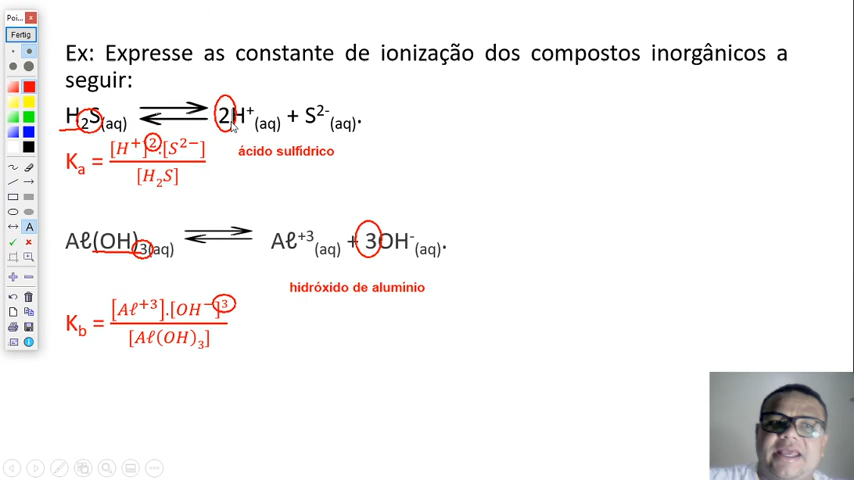 Poi...
Fertig
Ex: Expresse as constante de ionização dos compostos inorgânicos a
seguir:
H₂S(aq) ⇌ 2H⁺(aq) + S²⁻(aq).
ácido sulfídrico
Kₐ = [H⁺]².[S²⁻] / [H₂S]
Aℓ(OH)₃(aq) ⇌ Aℓ⁺³(aq) + 3OH⁻(aq).
hidróxido de alumínio
K_b = [Aℓ⁺³].[OH⁻]³ / [Aℓ(OH)₃]